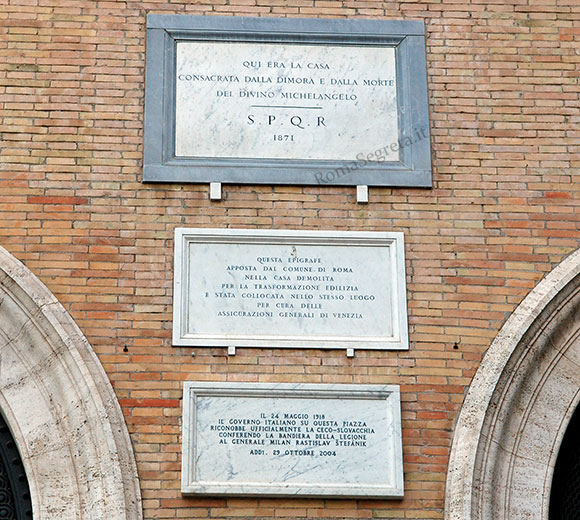 QUI ERA LA CASA
CONSACRATA DALLA DIMORA E DALLA MORTE
DEL DIVINO MICHELANGELO
S. P. Q. R
1871
RomaSegreta.it
QUESTA EPIGRAFE
APPOSTA DAL COMUNE DI ROMA
NELLA CASA DEMOLITA
PER LA TRASFORMAZIONE EDILIZIA
E STATA COLLOCATA NELLO STESSO LUOGO
PER CURA DELLE
ASSICURAZIONI GENERALI DI VENEZIA
IL 24 MAGGIO 1918
IL GOVERNO ITALIANO SU QUESTA PIAZZA
RICONOBBE UFFICIALMENTE LA CECO-SLOVACCHIA
CONFERENDO LA BANDIERA DELLA LEGIONE
AL GENERALE MILAN RASTISLAV ŠTEFÁNIK
ADDI, 29 OTTOBRE 2004